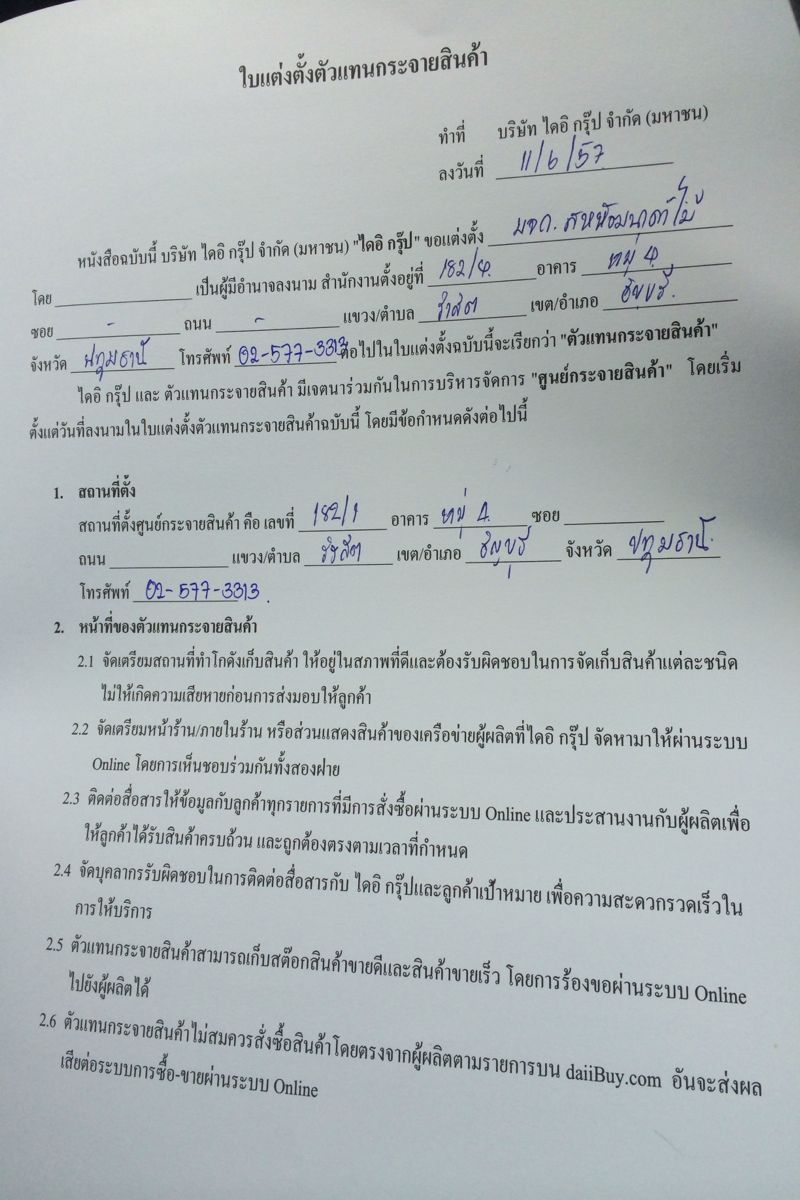 ใบแต่งตั้งตัวแทนกระจายสินค้า
ทำที่ บริษัท ไดอิ กรุ๊ป จำกัด (มหาชน)
ลงวันที่ 11/6/57
หนังสือฉบับนี้ บริษัท ไดอิ กรุ๊ป จำกัด (มหาชน) "ไดอิ กรุ๊ป" ขอแต่งตั้ง
โดย เป็นผู้มีอำนาจลงนาม สำนักงานตั้งอยู่ที่ 182/ อาคาร หมู่ 4
ซอย - ถนน - แขวง/ตำบล รังสิต เขต/อำเภอ ธัญบุรี.
จังหวัด ปทุมธานี โทรศัพท์ 02-577-3313 ต่อไปในใบแต่งตั้งฉบับนี้จะเรียกว่า "ตัวแทนกระจายสินค้า"
ไดอิ กรุ๊ป และ ตัวแทนกระจายสินค้า มีเจตนาร่วมกันในการบริหารจัดการ "ศูนย์กระจายสินค้า" โดยเริ่ม
ตั้งแต่วันที่ลงนามในใบแต่งตั้งตัวแทนกระจายสินค้าฉบับนี้ โดยมีข้อกำหนดดังต่อไปนี้
1. สถานที่ตั้ง
สถานที่ตั้งศูนย์กระจายสินค้า คือ เลขที่ 182/1 อาคาร หมู่ 4 ซอย
ถนน แขวง/ตำบล รังสิต เขต/อำเภอ ธัญบุรี จังหวัด ปทุมธานี.
โทรศัพท์ 02-577-3313.
2. หน้าที่ของตัวแทนกระจายสินค้า
2.1 จัดเตรียมสถานที่ทำโกดังเก็บสินค้า ให้อยู่ในสภาพที่ดีและต้องรับผิดชอบในการจัดเก็บสินค้าแต่ละชนิด
ไม่ให้เกิดความเสียหายก่อนการส่งมอบให้ลูกค้า
2.2 จัดเตรียมหน้าร้าน/ภายในร้าน หรือส่วนแสดงสินค้าของเครือข่ายผู้ผลิตที่ไดอิ กรุ๊ป จัดหามาให้ผ่านระบบ
Online โดยการเห็นชอบร่วมกันทั้งสองฝ่าย
2.3 ติดต่อสื่อสารให้ข้อมูลกับลูกค้าทุกรายการที่มีการสั่งซื้อผ่านระบบ Online และประสานงานกับผู้ผลิตเพื่อ
ให้ลูกค้าได้รับสินค้าครบถ้วน และถูกต้องตรงตามเวลาที่กำหนด
2.4 จัดบุคลากรรับผิดชอบในการติดต่อสื่อสารกับ ไดอิ กรุ๊ปและลูกค้าเป้าหมาย เพื่อความสะดวกรวดเร็วใน
การให้บริการ
2.5 ตัวแทนกระจายสินค้าสามารถเก็บสต๊อกสินค้าขายดีและสินค้าขายเร็ว โดยการร้องขอผ่านระบบ Online
ไปยังผู้ผลิตได้
2.6 ตัวแทนกระจายสินค้าไม่สมควรสั่งซื้อสินค้าโดยตรงจากผู้ผลิตตามรายการบน daiiBuy.com อันจะส่งผล
เสียต่อระบบการซื้อ-ขายผ่านระบบ Online